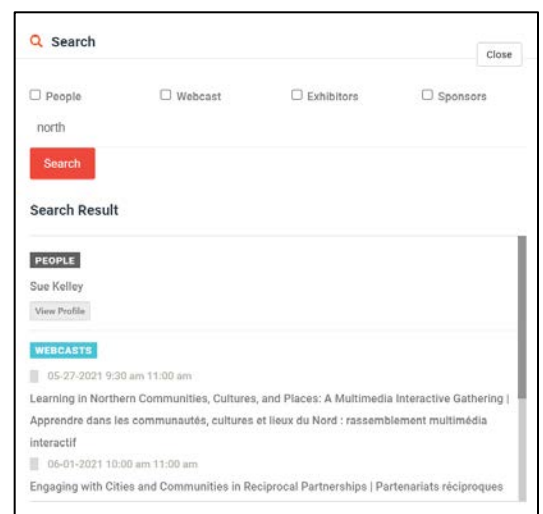 Search
Close
People Webcast Exhibitors Sponsors
north
Search
Search Result
PEOPLE
Sue Kelley
View Profile
WEBCASTS
05-27-2021 9:30 am 11:00 am
Learning in Northern Communities, Cultures, and Places: A Multimedia Interactive Gathering |
Apprendre dans les communautés, cultures et lieux du Nord : rassemblement multimédia
interactif
06-01-2021 10:00 am 11:00 am
Engaging with Cities and Communities in Reciprocal Partnerships | Partenariats réciproques